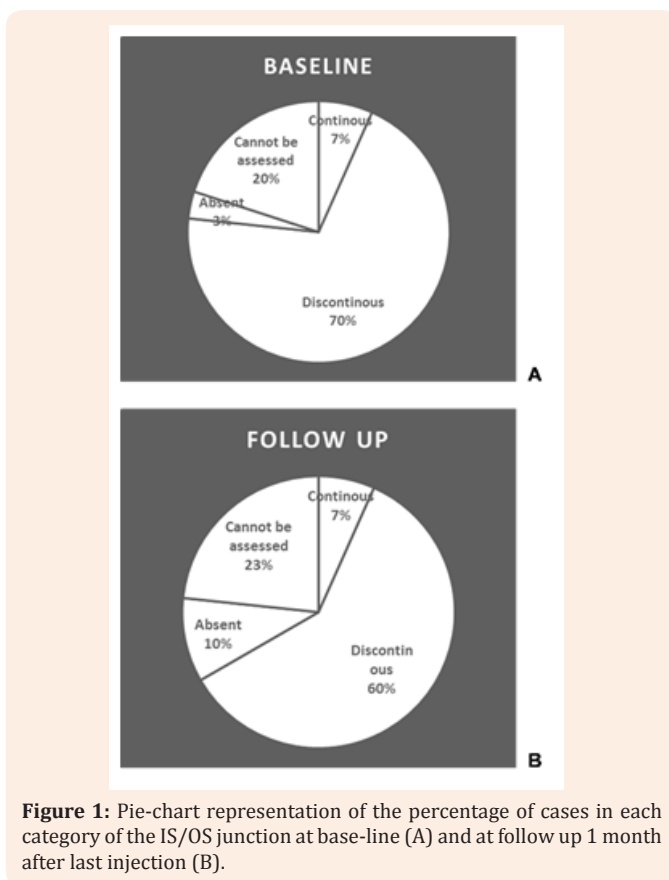 BASELINE
Continous
7%
Cannot be
assessed
20%
Absent
3%
Discontinous
70%
A
FOLLOW UP
Continous
7%
Cannot be
assessed
23%
Absent
10%
Discontin
ous
60%
B
Figure 1: Pie-chart representation of the percentage of cases in each
category of the IS/OS junction at base-line (A) and at follow up 1 month
after last injection (B).